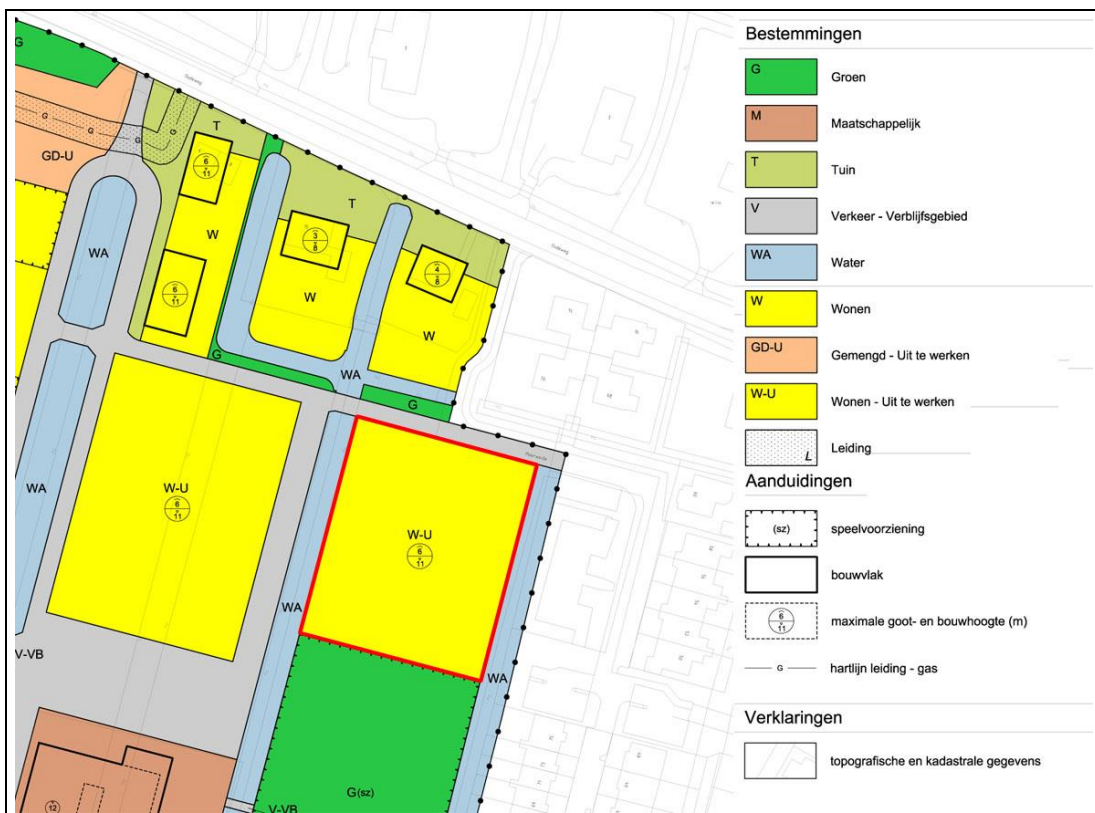 G
Dulkweg
T
G
G
G
GD-U
6
11
T
W
3
8
4
8
WA
6
11
W
W
G
WA
G
Dulkweg
W-U
6
11
WA
W-U
6
11
WA
V-VB
WA
G(sz)
V-VB
12
Bestemmingen
G Groen
M Maatschappelijk
T Tuin
V Verkeer - Verblijfsgebied
WA Water
W Wonen
GD-U Gemengd - Uit te werken
W-U Wonen - Uit te werken
L Leiding
Aanduidingen
(sz) speelvoorziening
bouwvlak
6
11 maximale goot- en bouwhoogte (m)
G hartlijn leiding - gas
Verklaringen
topografische en kadastrale gegevens